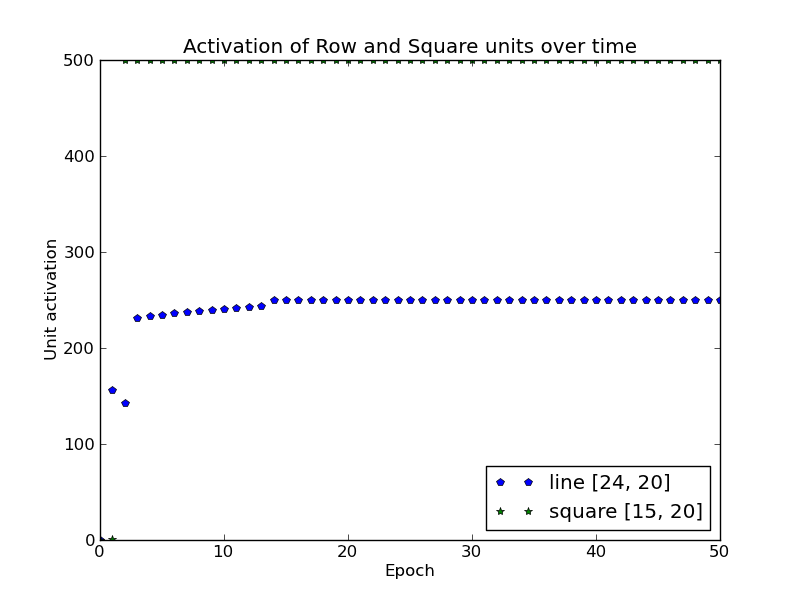 Activation of Row and Square units over time
500
400
300
200
100
0
Unit activation
0 10 20 30 40 50
Epoch
line [24, 20]
square [15, 20]